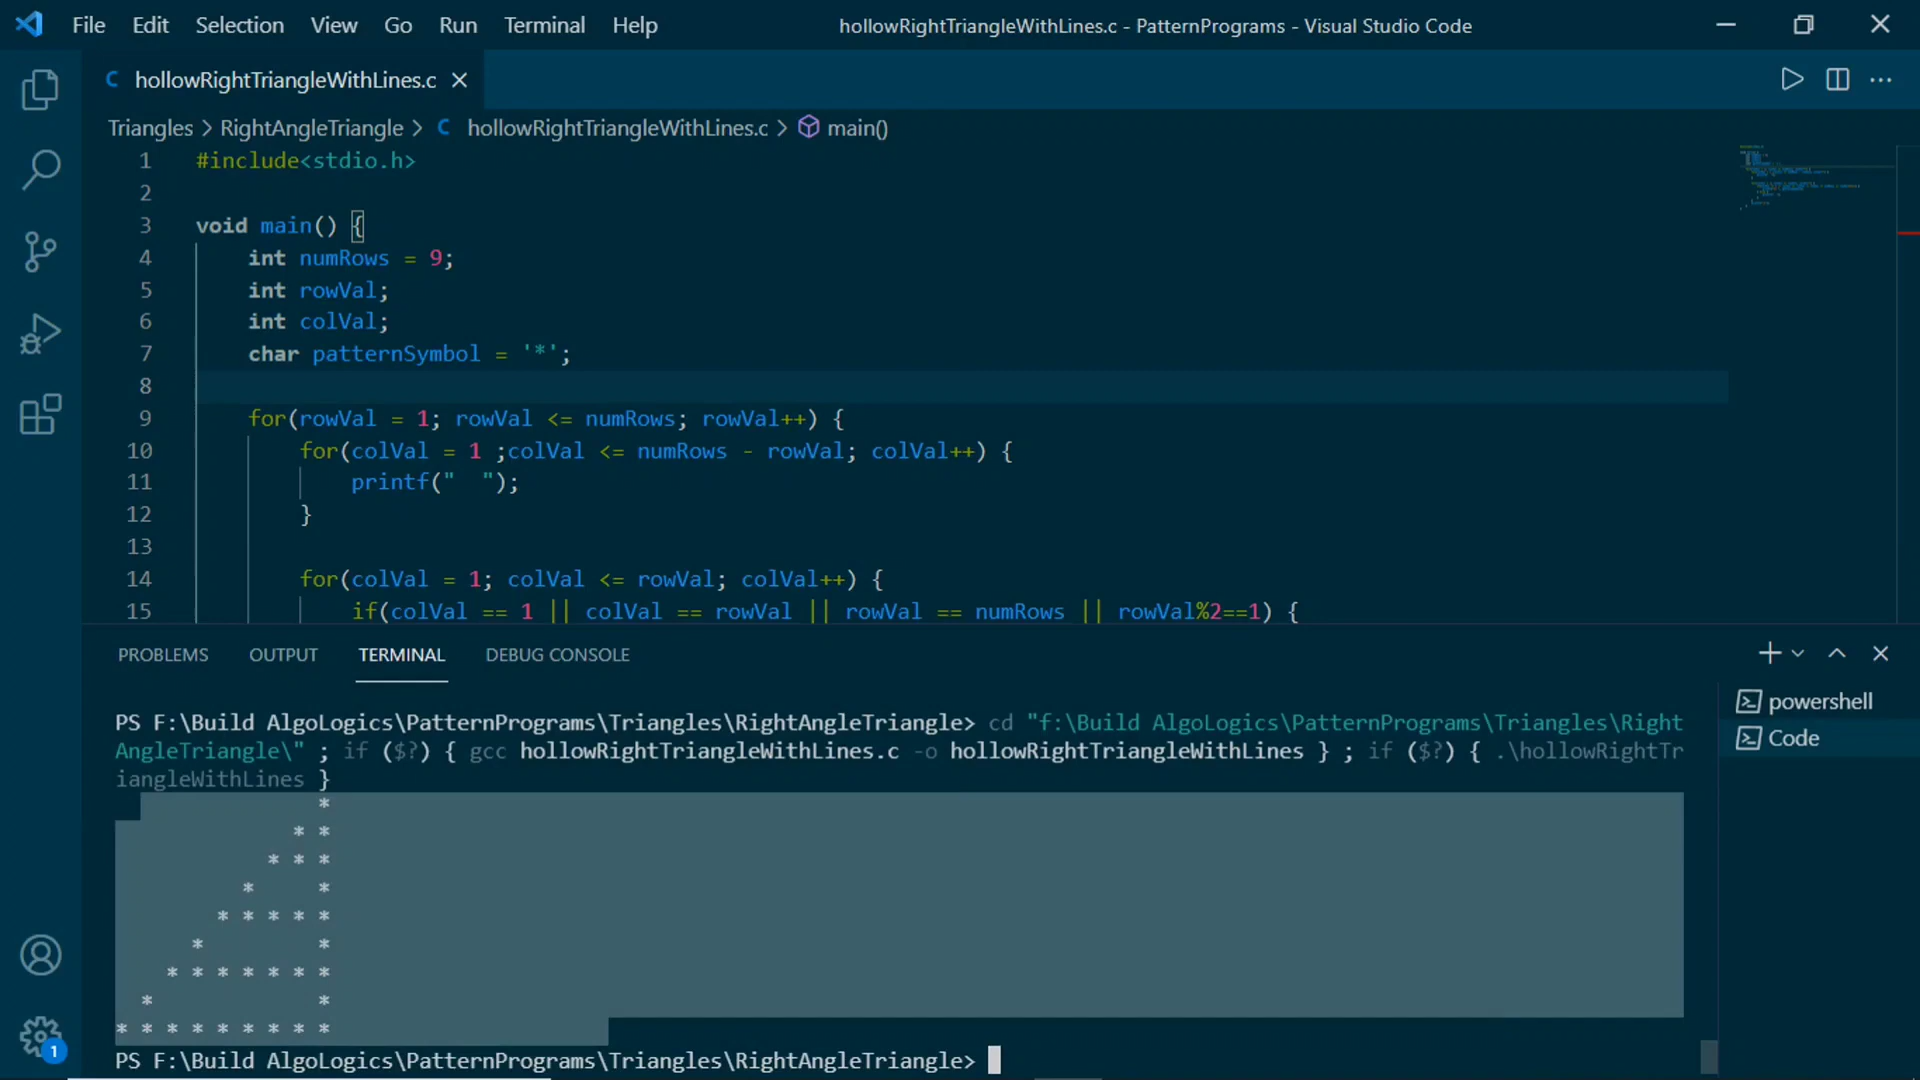 File Edit Selection View Go Run Terminal Help hollowRightTriangleWithLines.c - PatternPrograms - Visual Studio Code
C hollowRightTriangleWithLines.c
Triangles > RightAngleTriangle > C hollowRightTriangleWithLines.c > main()
1 #include<stdio.h>
2
3 void main() {
4     int numRows = 9;
5     int rowVal;
6     int colVal;
7     char patternSymbol = '*';
8
9     for(rowVal = 1; rowVal <= numRows; rowVal++) {
10         for(colVal = 1 ;colVal <= numRows - rowVal; colVal++) {
11             printf("  ");
12         }
13
14         for(colVal = 1; colVal <= rowVal; colVal++) {
15             if(colVal == 1 || colVal == rowVal || rowVal == numRows || rowVal%2==1) {
PROBLEMS OUTPUT TERMINAL DEBUG CONSOLE
powershell
Code
PS F:\Build AlgoLogics\PatternPrograms\Triangles\RightAngleTriangle> cd "f:\Build AlgoLogics\PatternPrograms\Triangles\Right
AngleTriangle\" ; if ($?) { gcc hollowRightTriangleWithLines.c -o hollowRightTriangleWithLines } ; if ($?) { .\hollowRightTr
iangleWithLines }
                *
              * *
            * * *
          *     *
        * * * * *
      *         *
    * * * * * * *
  *             *
* * * * * * * * *
PS F:\Build AlgoLogics\PatternPrograms\Triangles\RightAngleTriangle>
1